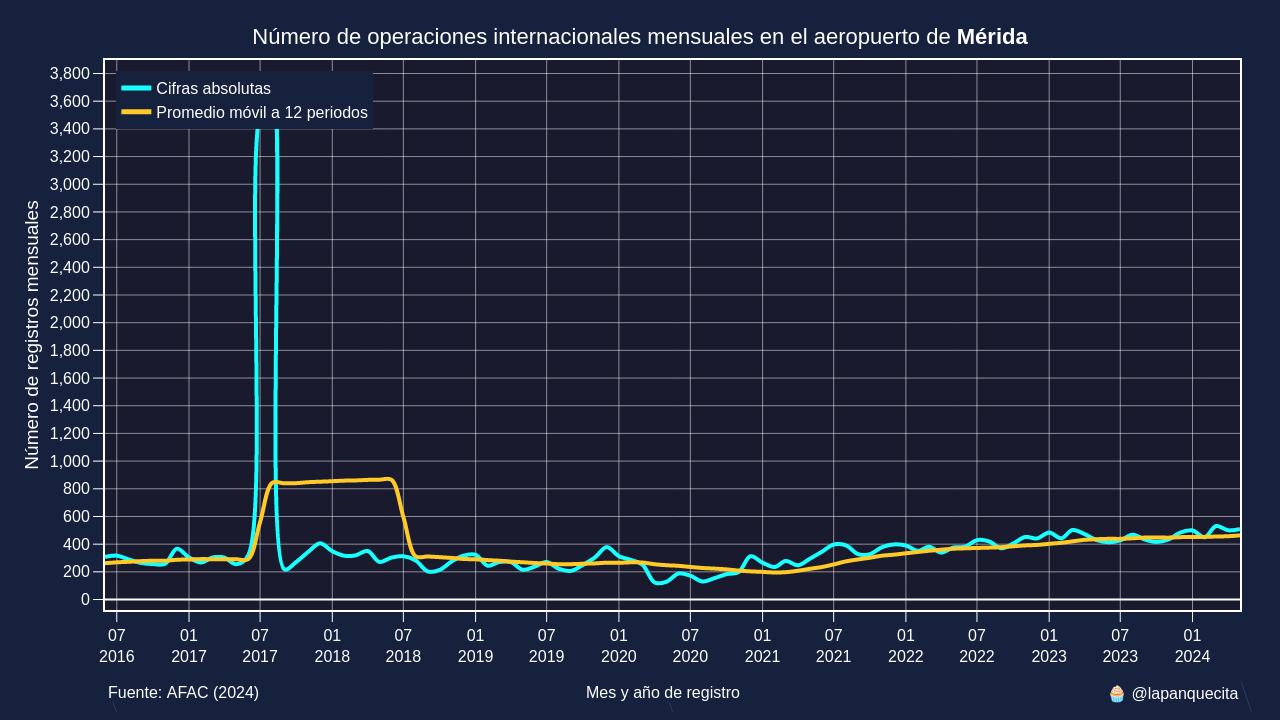 Número de operaciones internacionales mensuales en el aeropuerto de Mérida
Cifras absolutas
Promedio móvil a 12 periodos
Número de registros mensuales
3,800
3,600
3,400
3,200
3,000
2,800
2,600
2,400
2,200
2,000
1,800
1,600
1,400
1,200
1,000
800
600
400
200
0
07 01 07 01 07 01 07 01 07 01 07 01 07 01 07 01
2016 2017 2017 2018 2018 2019 2019 2020 2020 2021 2021 2022 2022 2023 2023 2024
Fuente: AFAC (2024) Mes y año de registro 🧁 @lapanquecita